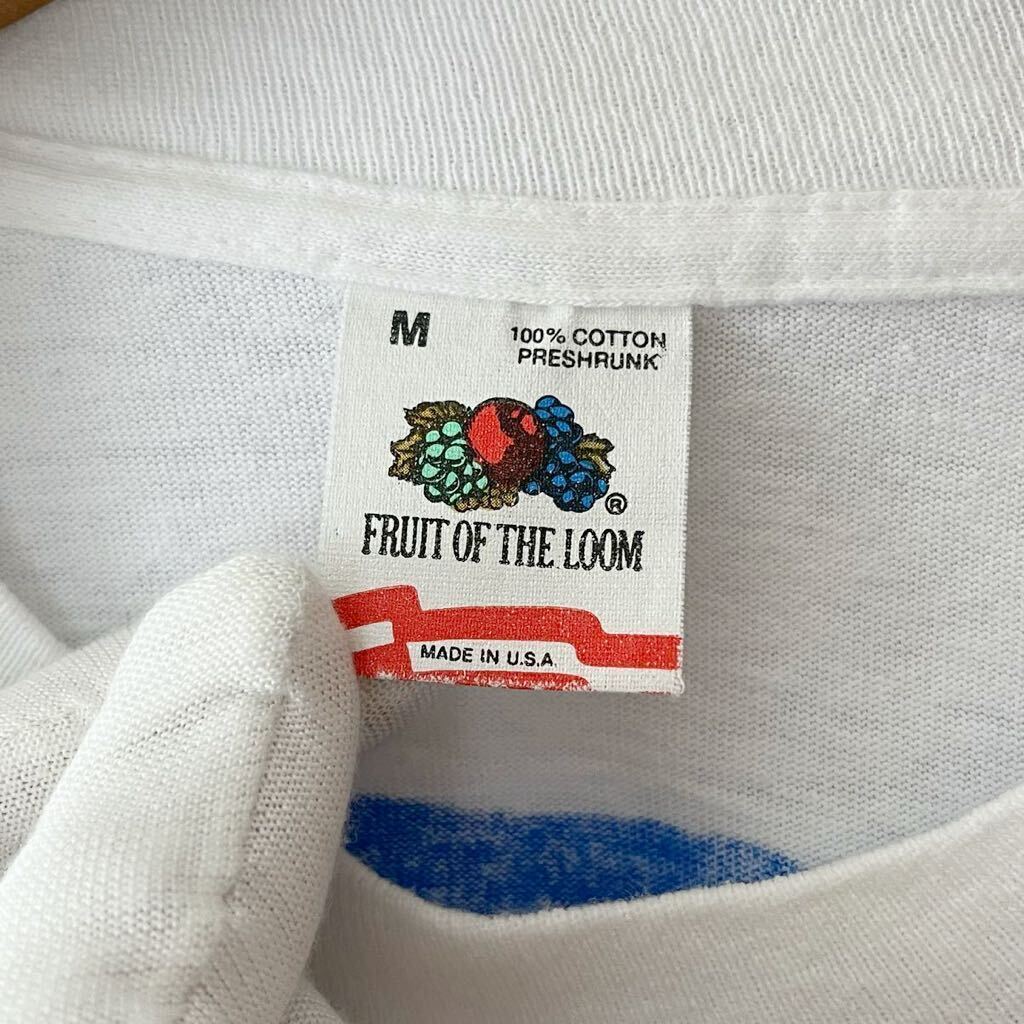 M
100% COTTON
PRESHRUNK
®
FRUIT OF THE LOOM
MADE IN U.S.A.